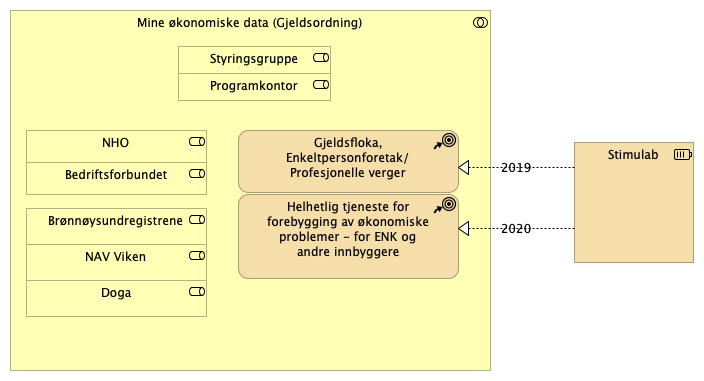 Mine økonomiske data (Gjeldsordning)
Styringsgruppe
Programkontor
NHO
Bedriftsforbundet
Brønnøysundregistrene
NAV Viken
Doga
Gjeldsfloka,
Enkeltpersonforetak/
Profesjonelle verger
Helhetlig tjeneste for
forebygging av økonomiske
problemer - for ENK og
andre innbyggere
2019
2020
Stimulab